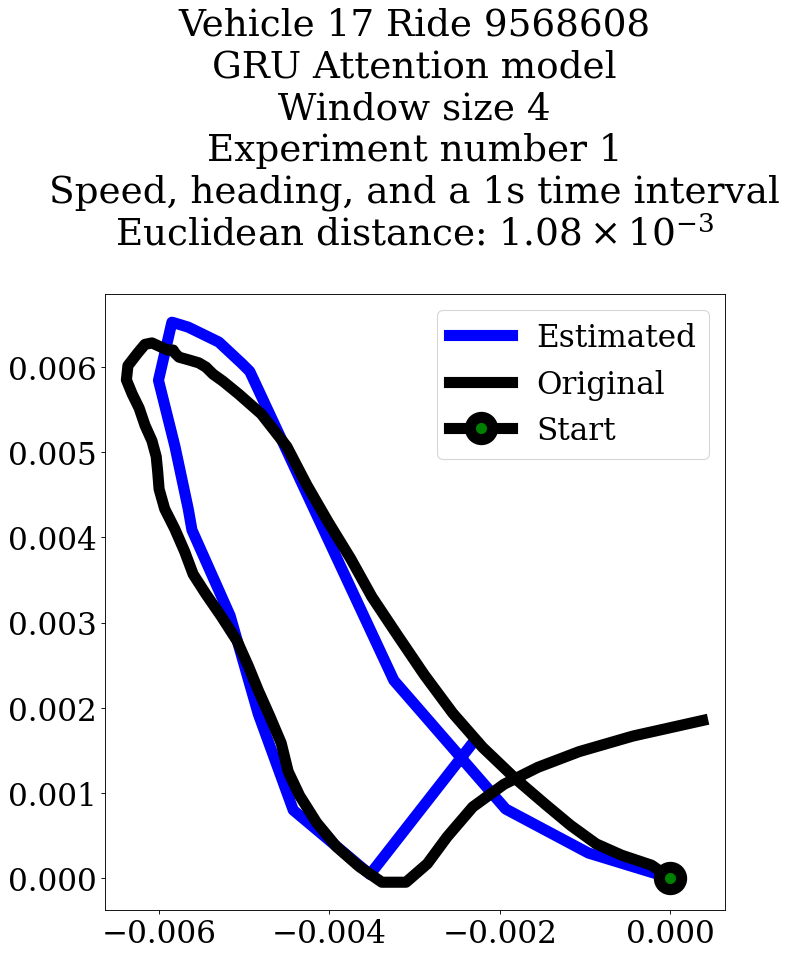 Vehicle 17 Ride 9568608
GRU Attention model
Window size 4
Experiment number 1
Speed, heading, and a 1s time interval
Euclidean distance: 1.08 × 10⁻³
Estimated
Original
Start
0.006
0.005
0.004
0.003
0.002
0.001
0.000
−0.006 −0.004 −0.002 0.000